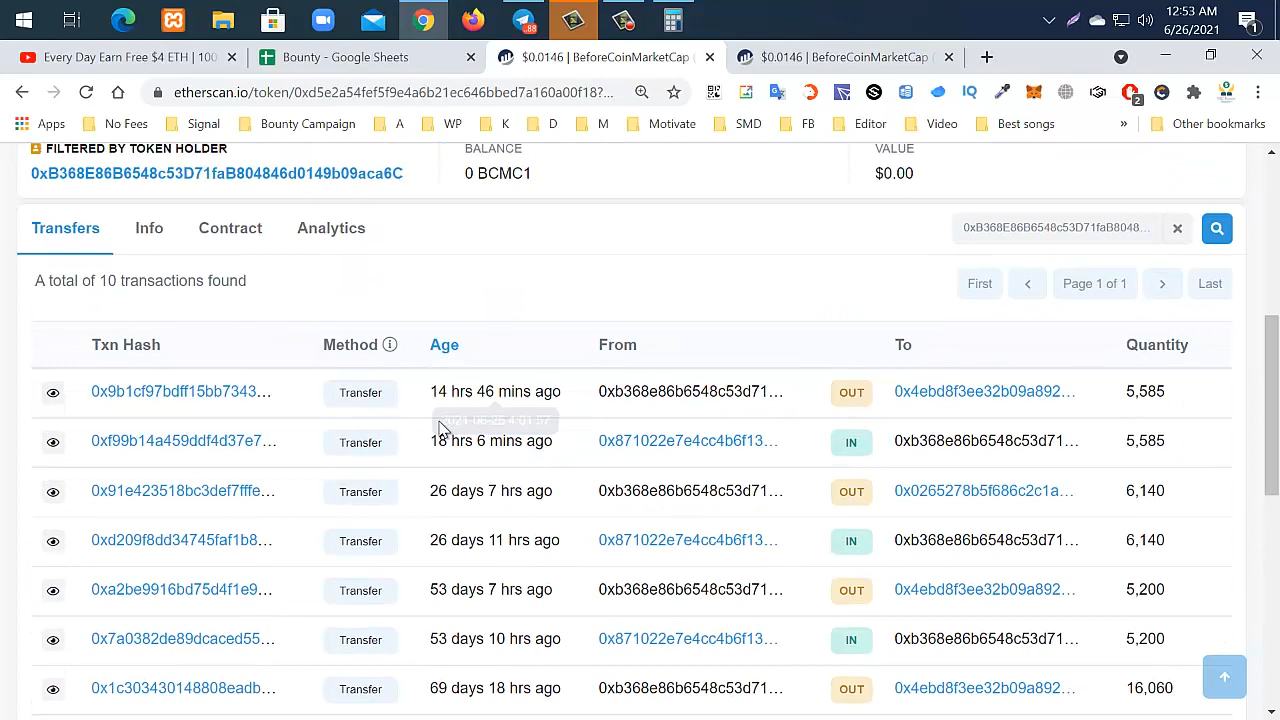 88
12:53 AM
6/26/2021
1
Every Day Earn Free $4 ETH | 100
Bounty - Google Sheets
$0.0146 | BeforeCoinMarketCap
$0.0146 | BeforeCoinMarketCap (
etherscan.io/token/0xd5e2a54fef5f9e4a6b21ec646bbed7a160a00f18?...
IQ
2
Apps
No Fees
Signal
Bounty Campaign
A
WP
K
D
M
Motivate
SMD
FB
Editor
Video
Best songs
»
Other bookmarks
FILTERED BY TOKEN HOLDER
BALANCE
VALUE
0xB368E86B6548c53D71faB804846d0149b09aca6C
0 BCMC1
$0.00
Transfers
Info
Contract
Analytics
0xB368E86B6548c53D71faB8048...
A total of 10 transactions found
First
Page 1 of 1
Last
Txn Hash
Method
Age
From
To
Quantity
0x9b1cf97bdff15bb7343...
Transfer
14 hrs 46 mins ago
0xb368e86b6548c53d71...
OUT
0x4ebd8f3ee32b09a892...
5,585
0xf99b14a459ddf4d37e7...
Transfer
18 hrs 6 mins ago
0x871022e7e4cc4b6f13...
IN
0xb368e86b6548c53d71...
5,585
0x91e423518bc3def7fffe...
Transfer
26 days 7 hrs ago
0xb368e86b6548c53d71...
OUT
0x0265278b5f686c2c1a...
6,140
0xd209f8dd34745faf1b8...
Transfer
26 days 11 hrs ago
0x871022e7e4cc4b6f13...
IN
0xb368e86b6548c53d71...
6,140
0xa2be9916bd75d4f1e9...
Transfer
53 days 7 hrs ago
0xb368e86b6548c53d71...
OUT
0x4ebd8f3ee32b09a892...
5,200
0x7a0382de89dcaced55...
Transfer
53 days 10 hrs ago
0x871022e7e4cc4b6f13...
IN
0xb368e86b6548c53d71...
5,200
0x1c303430148808eadb...
Transfer
69 days 18 hrs ago
0xb368e86b6548c53d71...
OUT
0x4ebd8f3ee32b09a892...
16,060